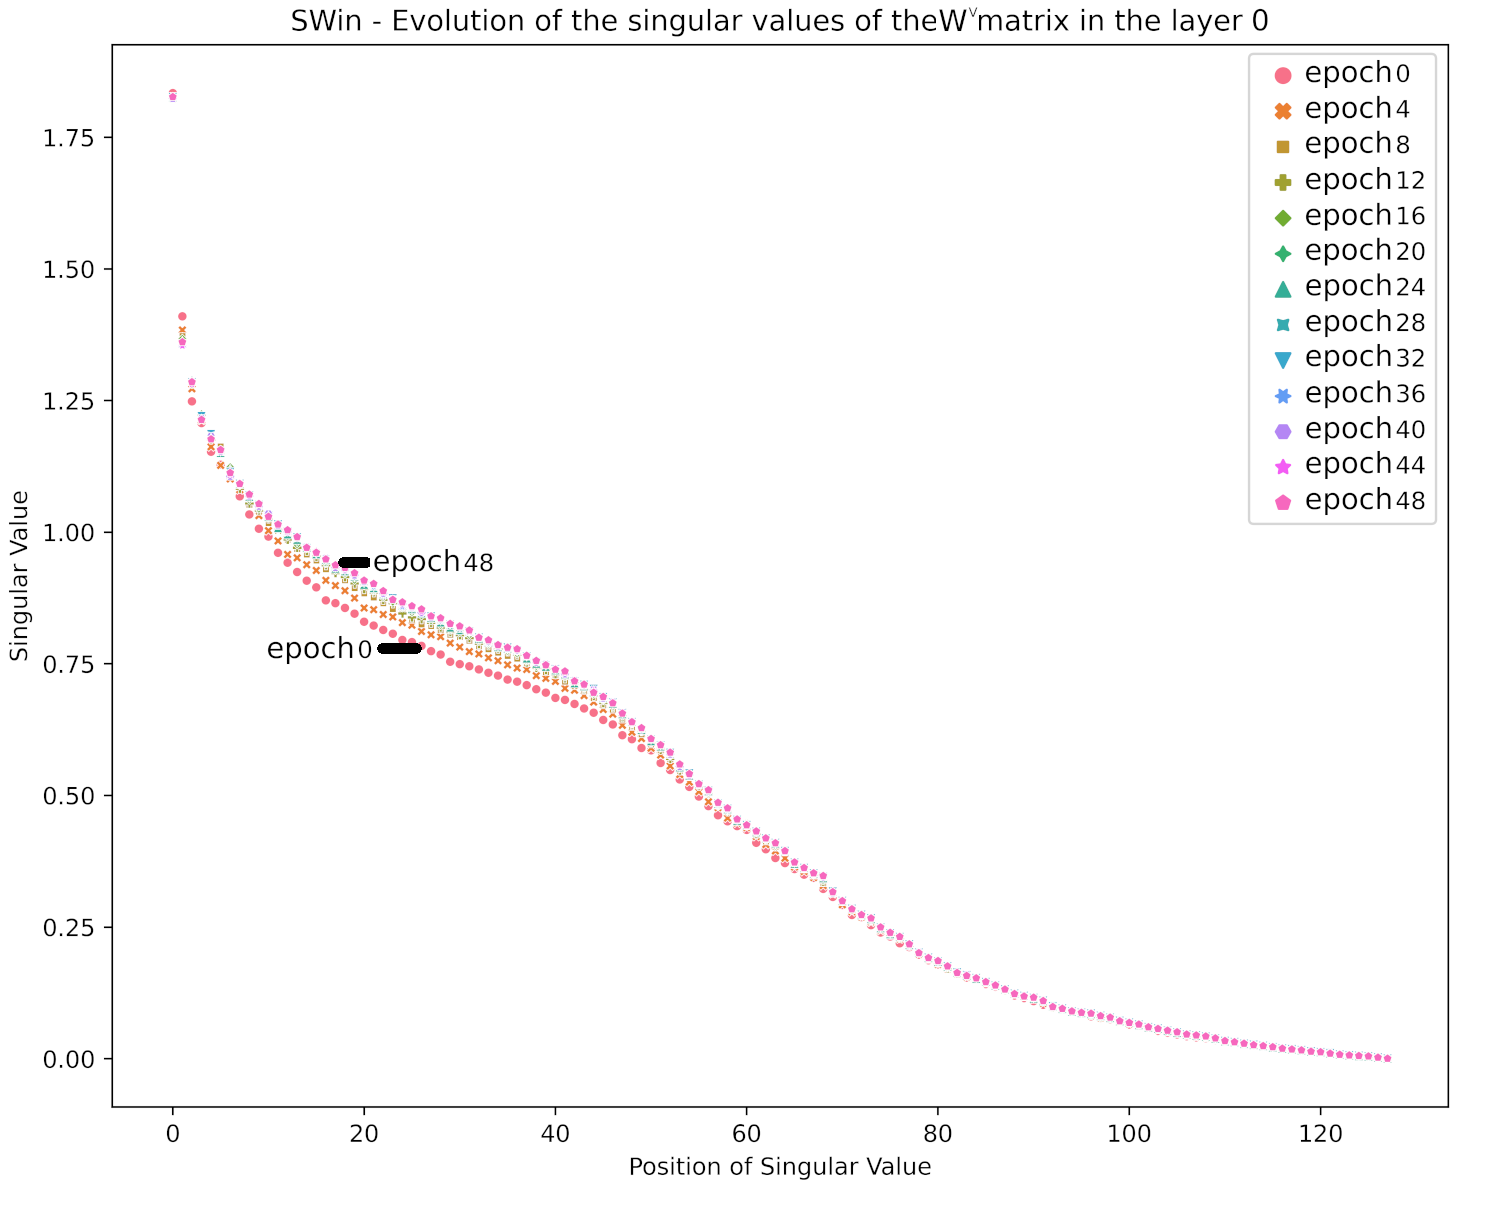 SWin - Evolution of the singular values of theWᵛmatrix in the layer 0
epoch0
epoch4
epoch8
epoch12
epoch16
epoch20
epoch24
epoch28
epoch32
epoch36
epoch40
epoch44
epoch48
Singular Value
1.75
1.50
1.25
1.00
0.75
0.50
0.25
0.00
epoch48
epoch0
0 20 40 60 80 100 120
Position of Singular Value